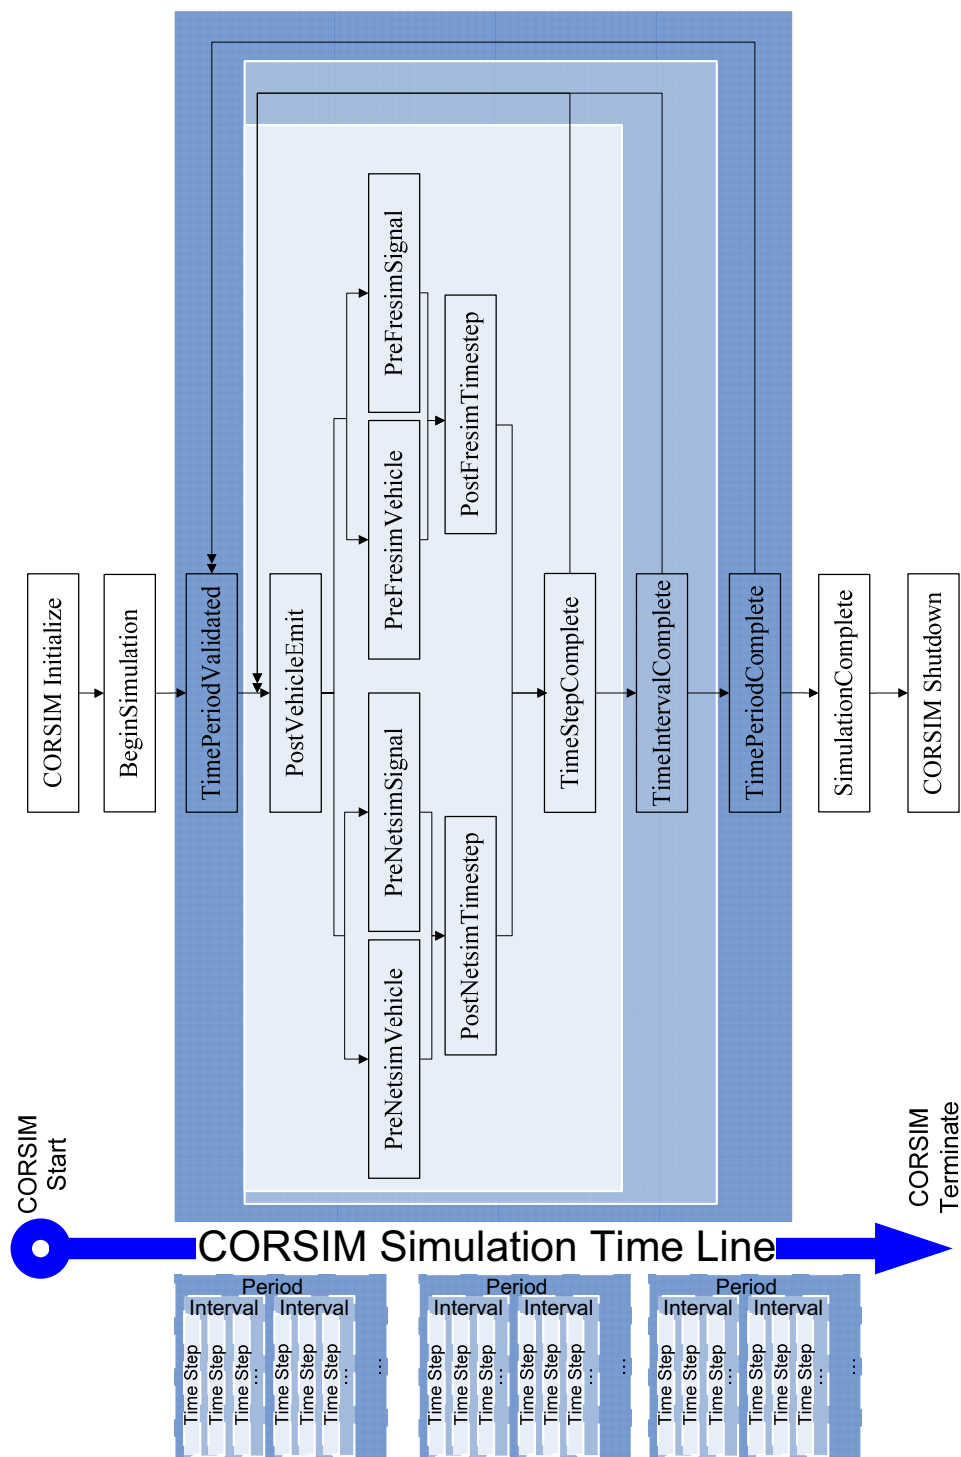 CORSIM Initialize
BeginSimulation
TimePeriodValidated
PostVehicleEmit
PreNetsimVehicle
PreNetsimSignal
PreFresimVehicle
PreFresimSignal
PostNetsimTimestep
PostFresimTimestep
TimeStepComplete
TimeIntervalComplete
TimePeriodComplete
SimulationComplete
CORSIM Shutdown
CORSIM
Start
CORSIM
Terminate
CORSIM Simulation Time Line
Period
Interval
Time Step
Time Step
Time Step
...
Interval
Time Step
Time Step
Time Step
...
...
Period
Interval
Time Step
Time Step
Time Step
...
Interval
Time Step
Time Step
Time Step
...
...
Period
Interval
Time Step
Time Step
Time Step
...
Interval
Time Step
Time Step
Time Step
...
...